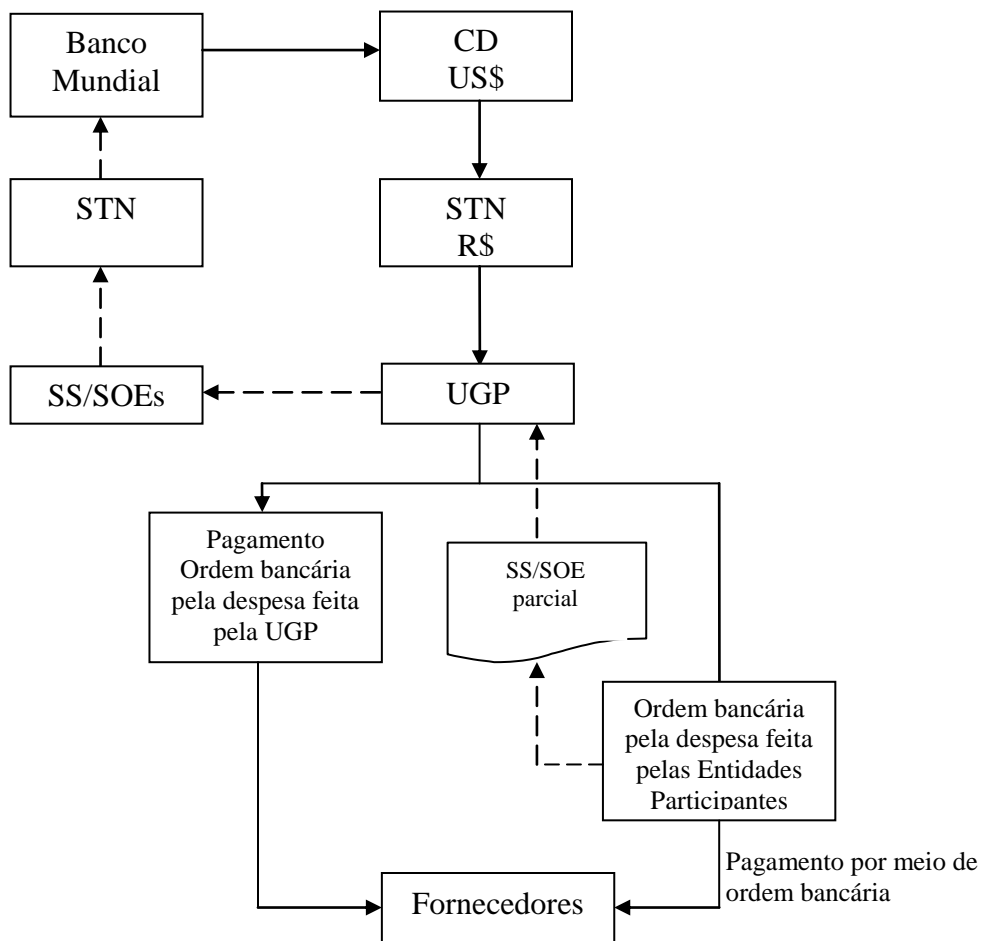 Banco
Mundial
CD
US$
STN
STN
R$
SS/SOEs
UGP
Pagamento
Ordem bancária
pela despesa feita
pela UGP
SS/SOE
parcial
Ordem bancária
pela despesa feita
pelas Entidades
Participantes
Pagamento por meio de
ordem bancária
Fornecedores